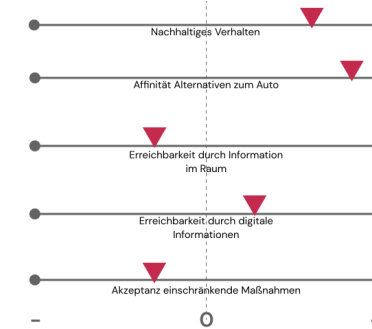 Nachhaltiges Verhalten
Affinität Alternativen zum Auto
Erreichbarkeit durch Information
im Raum
Erreichbarkeit durch digitale
Informationen
Akzeptanz einschränkende Maßnahmen
– 0